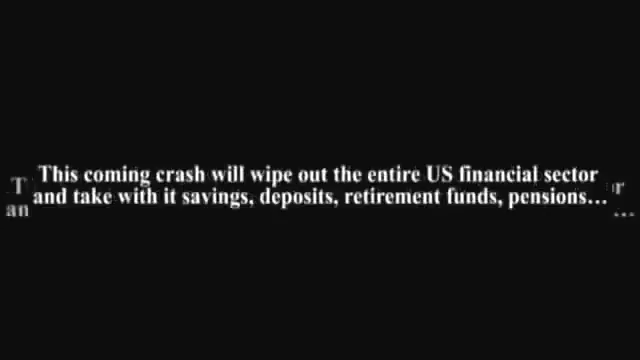 This coming crash will wipe out the entire US financial sector
and take with it savings, deposits, retirement funds, pensions...